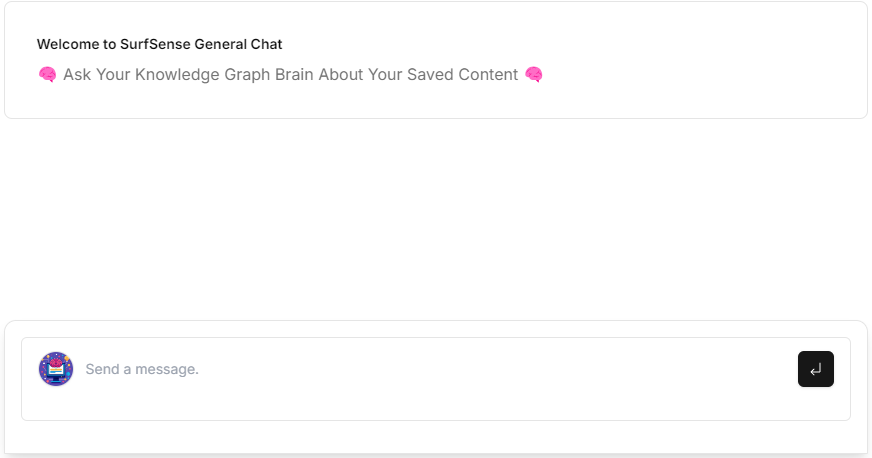 Welcome to SurfSense General Chat
🧠 Ask Your Knowledge Graph Brain About Your Saved Content 🧠
Send a message.